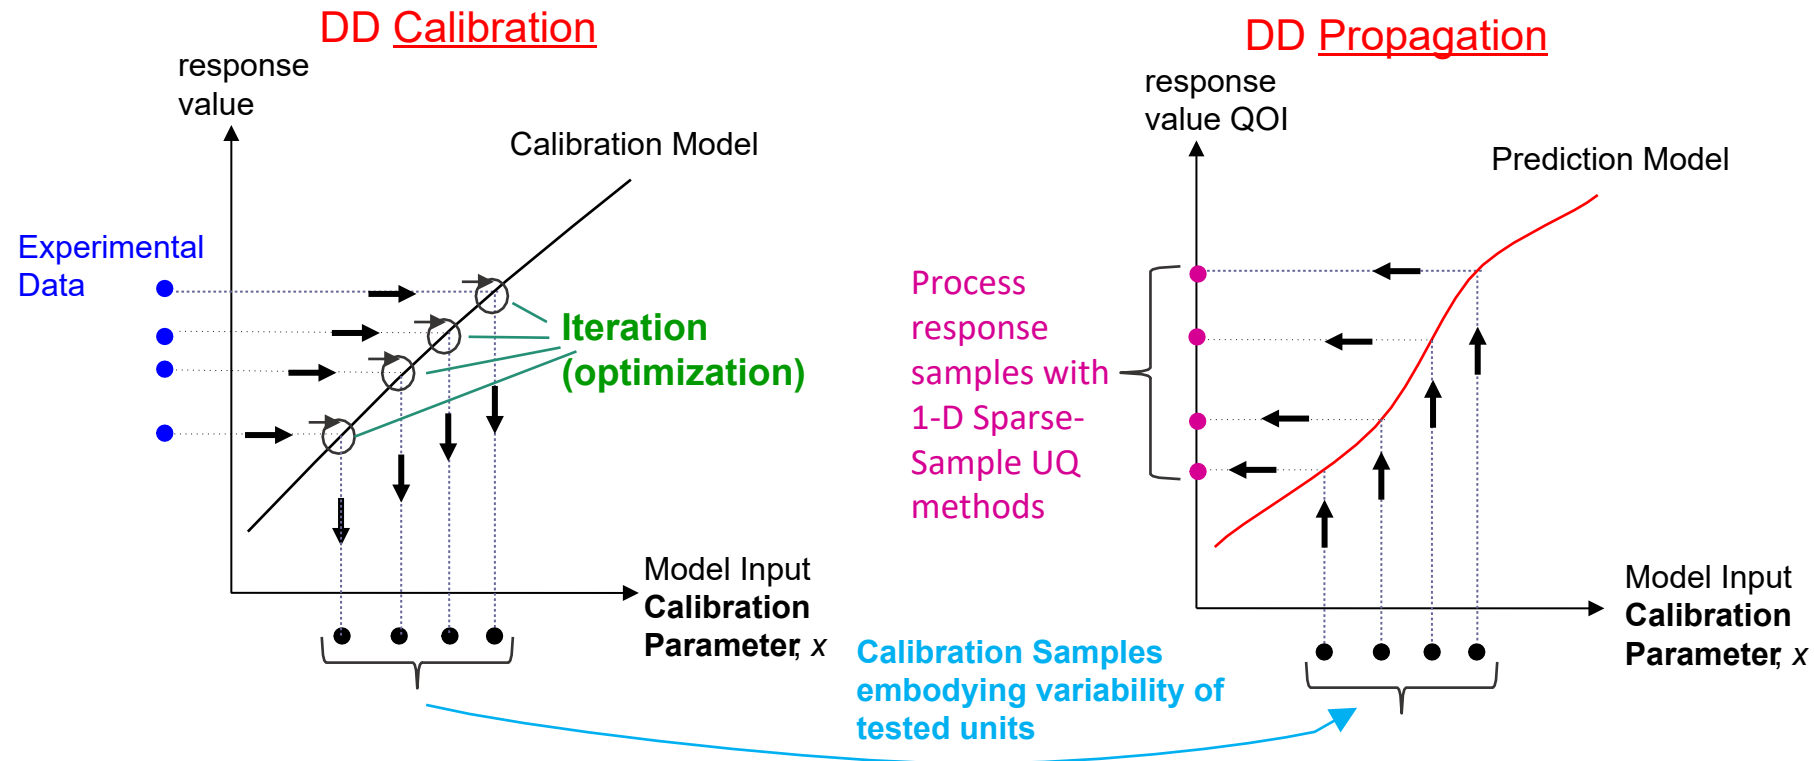 DD Calibration
response
value
Calibration Model
Experimental
Data
Iteration
(optimization)
Model Input
Calibration
Parameter, x
DD Propagation
response
value QOI
Prediction Model
Process
response
samples with
1-D Sparse-
Sample UQ
methods
Model Input
Calibration
Parameter, x
Calibration Samples
embodying variability of
tested units